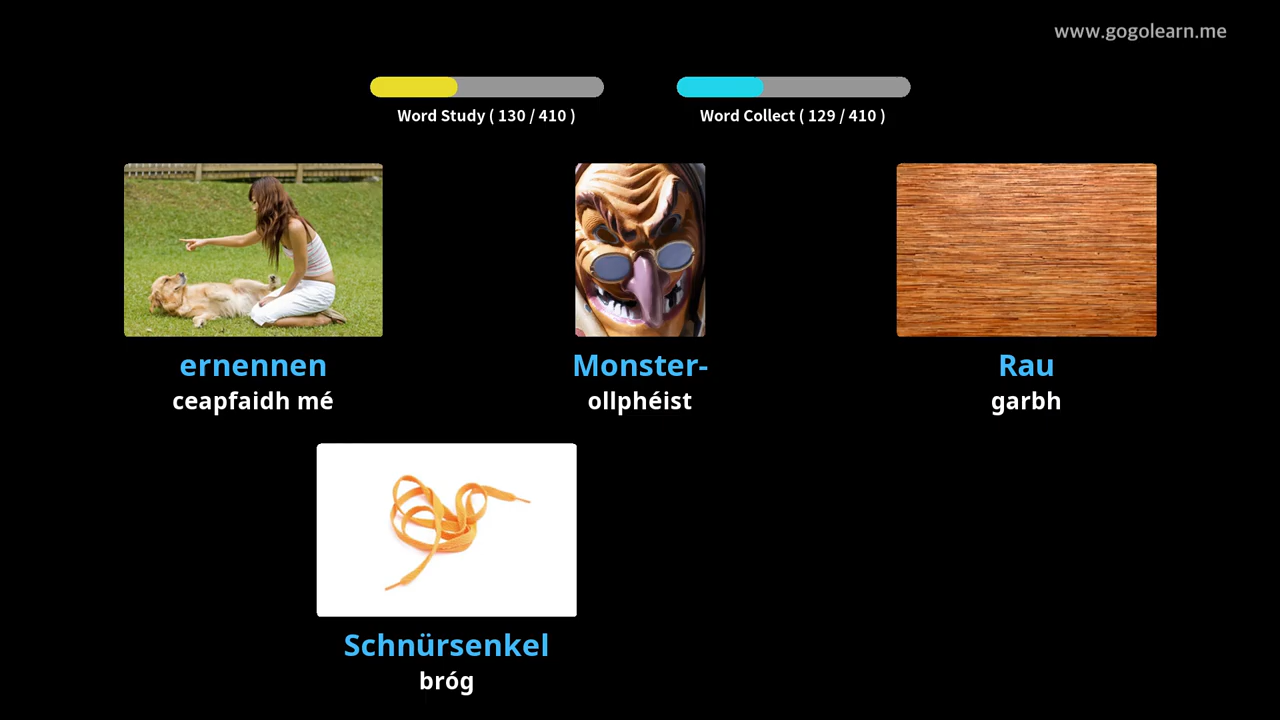 www.gogolearn.me
Word Study ( 130 / 410 )
Word Collect ( 129 / 410 )
ernennen
ceapfaidh mé
Monster-
ollphéist
Rau
garbh
Schnürsenkel
bróg